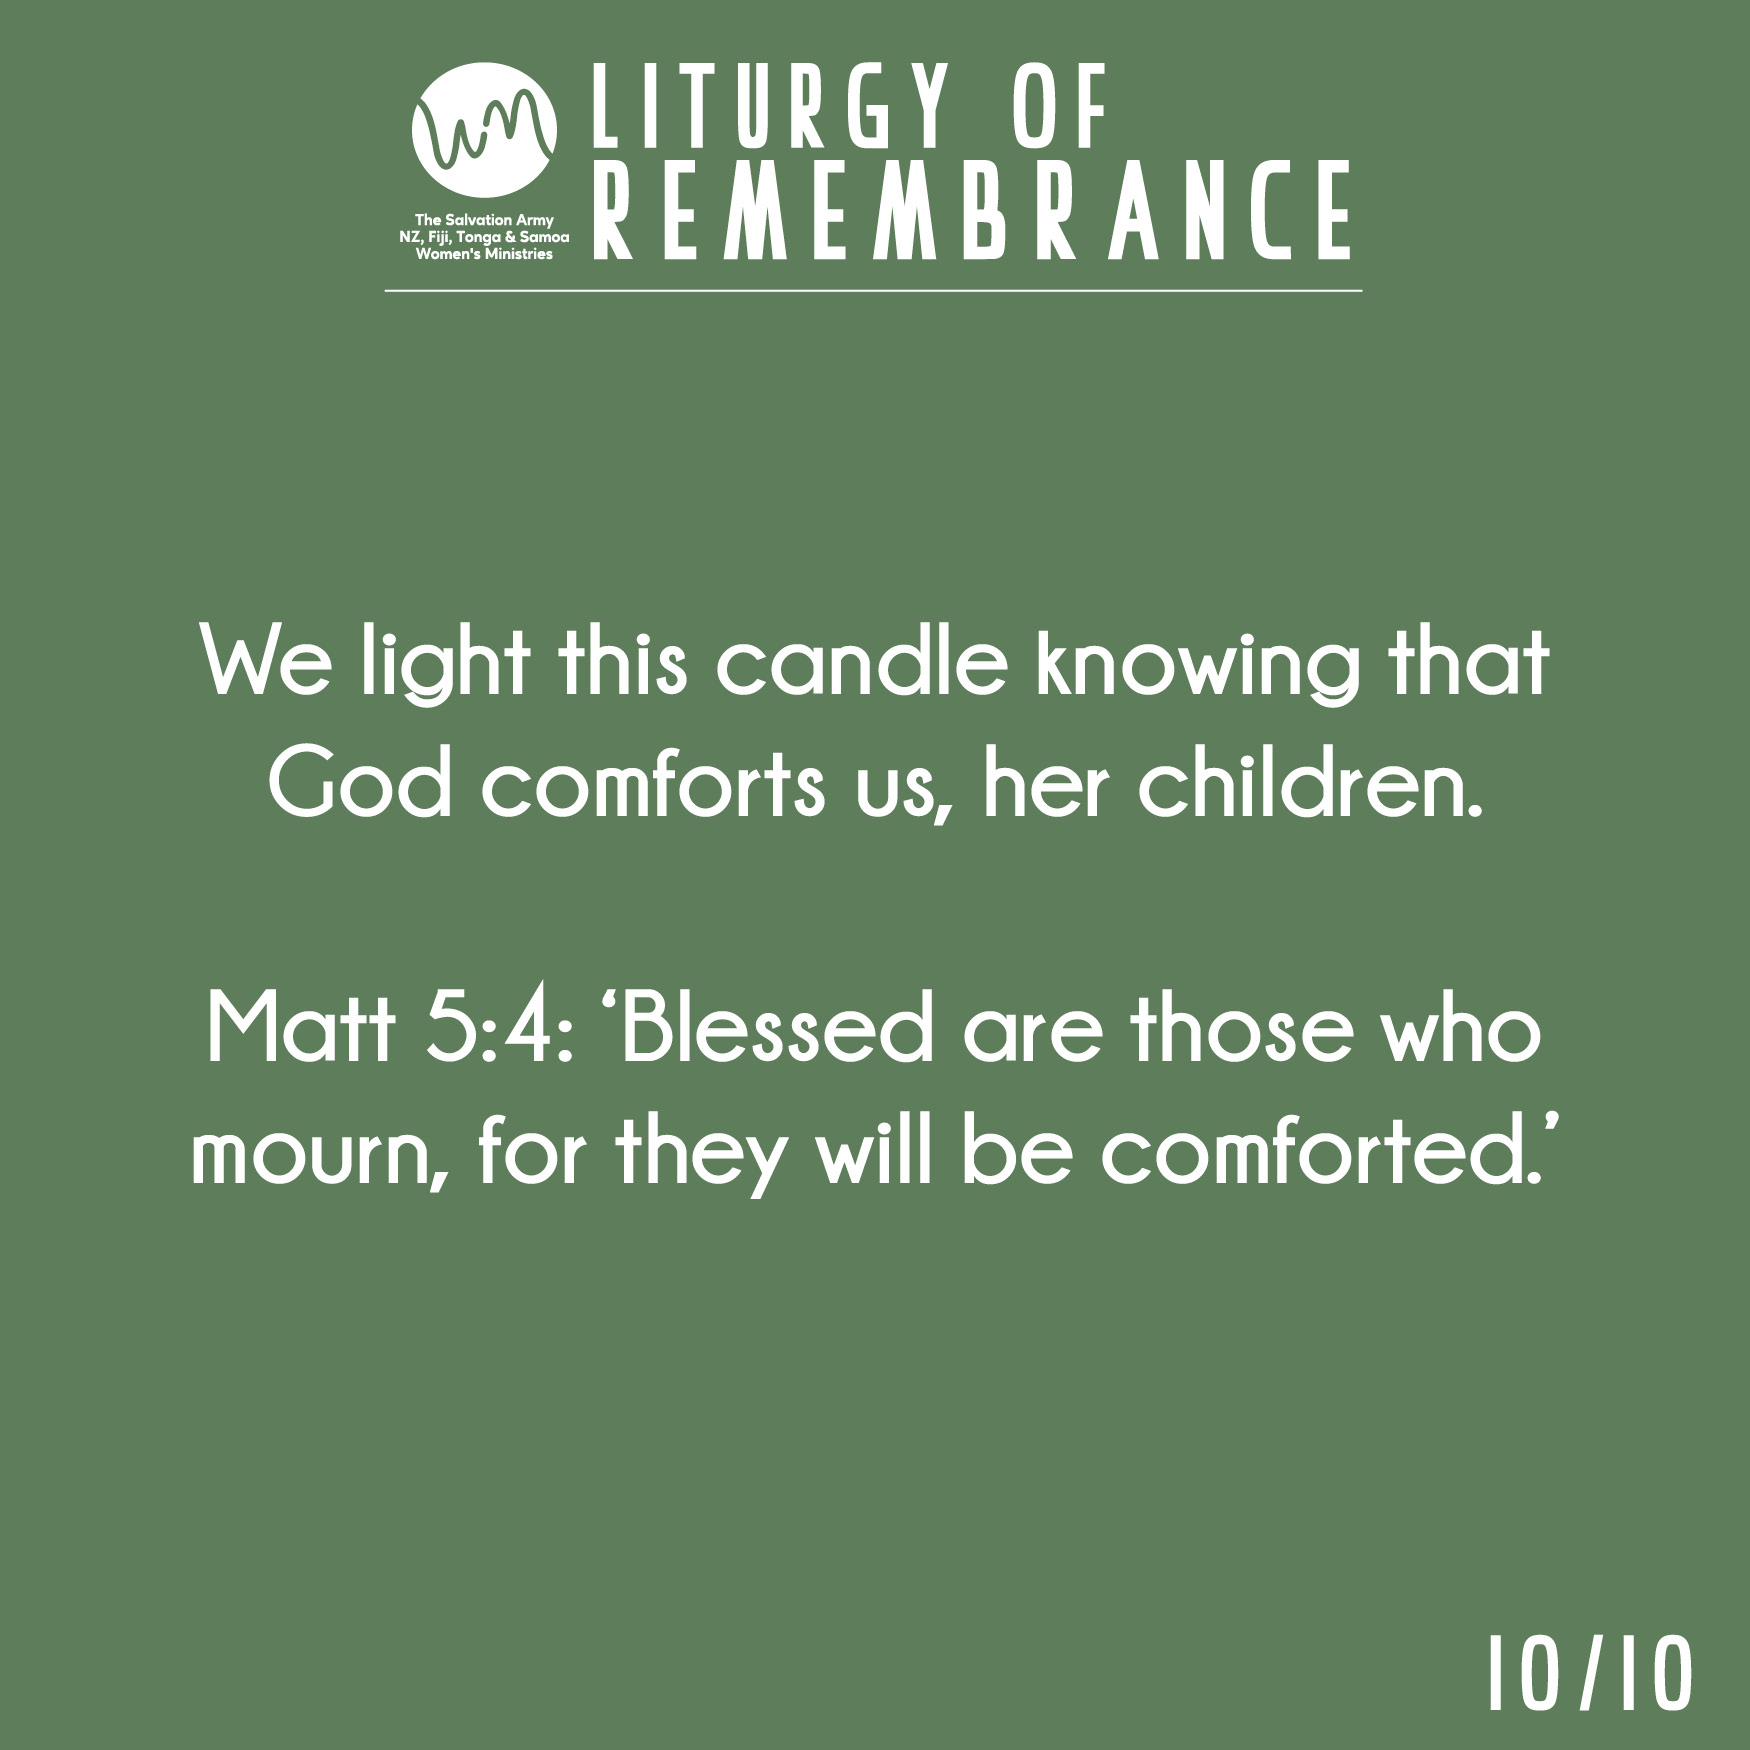 LITURGY OF
REMEMBRANCE
wm
The Salvation Army
NZ, Fiji, Tonga & Samoa
Women's Ministries
We light this candle knowing that
God comforts us, her children.
Matt 5:4: ‘Blessed are those who
mourn, for they will be comforted.’
10/10